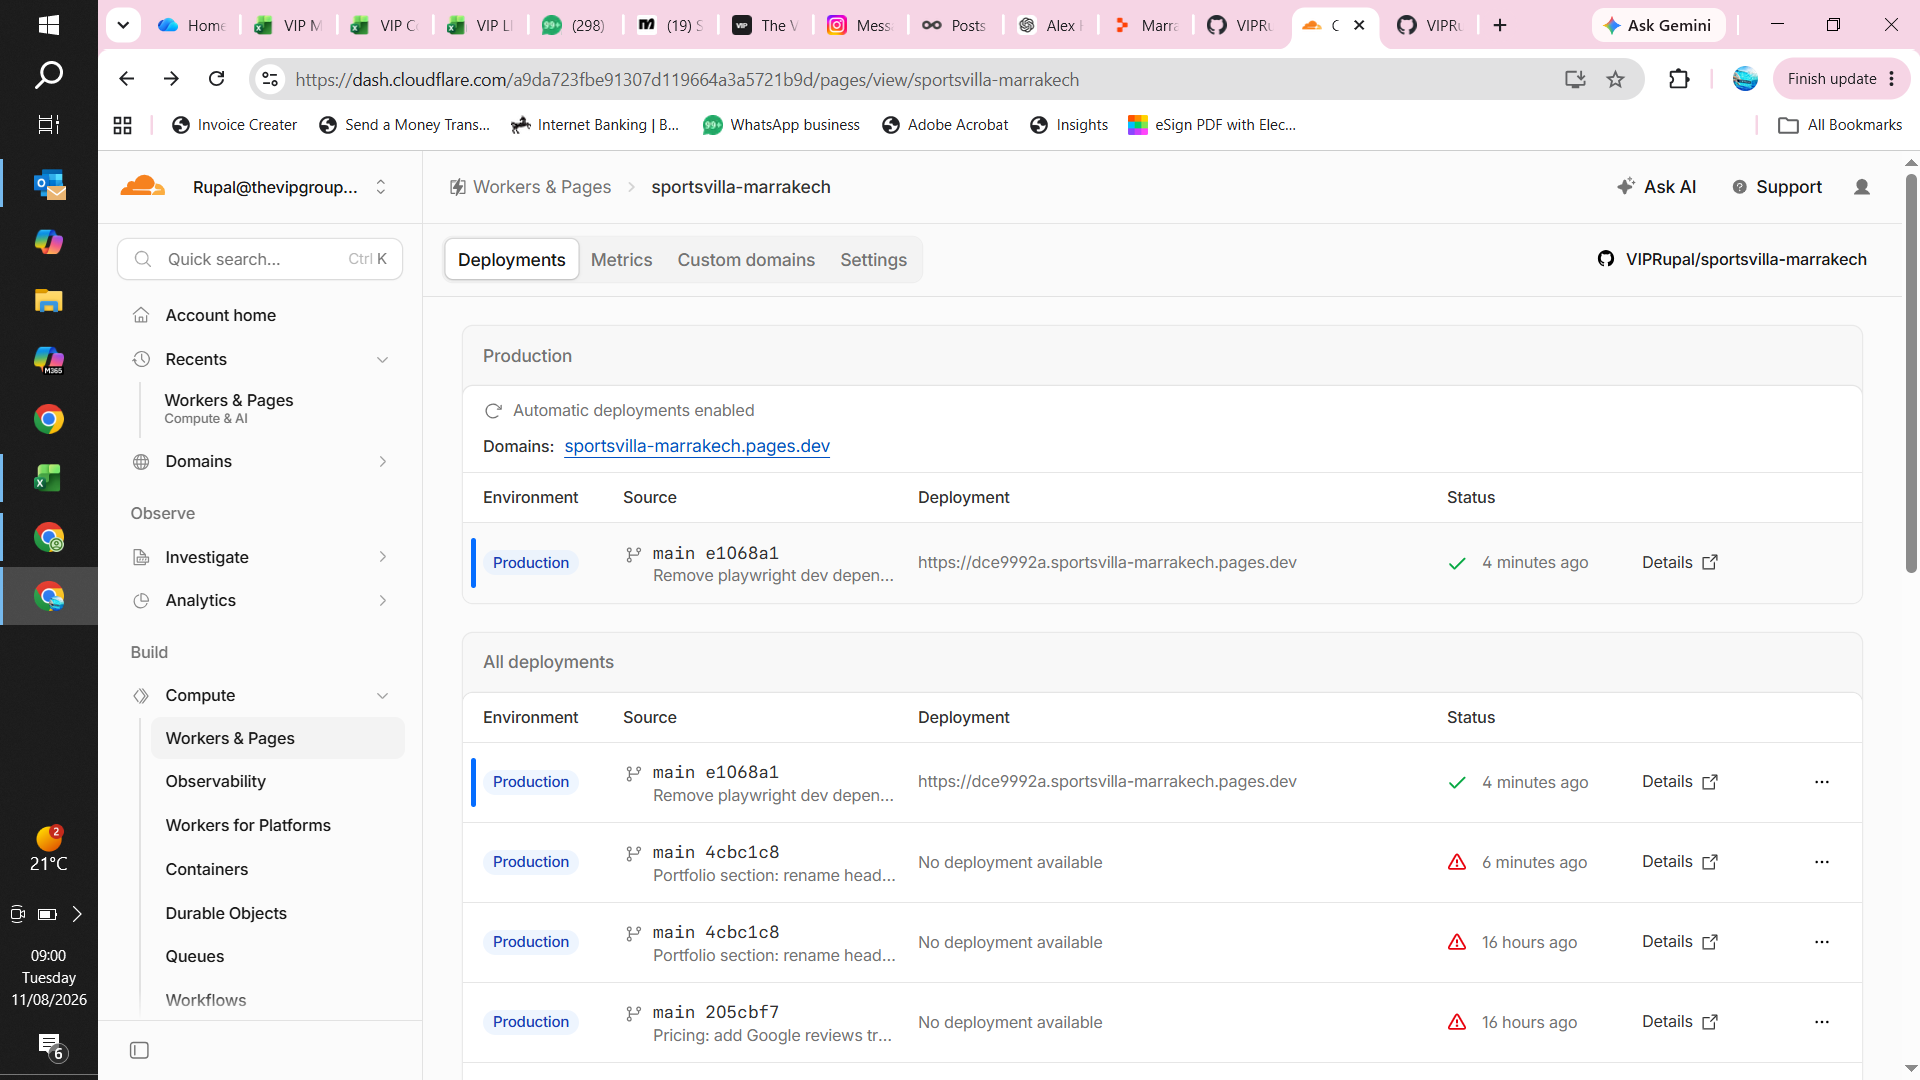 Home
VIP M
VIP Co
VIP LI
(298)
(19) S
The V
Messa
Posts
Alex H
Marra
VIPRu
C
VIPRu
Ask Gemini
https://dash.cloudflare.com/a9da723fbe91307d119664a3a5721b9d/pages/view/sportsvilla-marrakech
Finish update
Invoice Creater
Send a Money Trans...
Internet Banking | B...
99+
WhatsApp business
Adobe Acrobat
Insights
eSign PDF with Elec...
All Bookmarks
Rupal@thevipgroup...
Workers & Pages
sportsvilla-marrakech
Ask AI
Support
Quick search...
Ctrl K
Deployments
Metrics
Custom domains
Settings
VIPRupal/sportsvilla-marrakech
Account home
Recents
Workers & Pages
Compute & AI
Domains
Observe
Investigate
Analytics
Build
Compute
Workers & Pages
Observability
Workers for Platforms
Containers
Durable Objects
Queues
Workflows
Production
Automatic deployments enabled
Domains: sportsvilla-marrakech.pages.dev
Environment Source Deployment Status
Production main e1068a1 https://dce9992a.sportsvilla-marrakech.pages.dev 4 minutes ago Details
Remove playwright dev depen...
All deployments
Environment Source Deployment Status
Production main e1068a1 https://dce9992a.sportsvilla-marrakech.pages.dev 4 minutes ago Details ...
Remove playwright dev depen...
Production main 4cbc1c8 No deployment available 6 minutes ago Details ...
Portfolio section: rename head...
Production main 4cbc1c8 No deployment available 16 hours ago Details ...
Portfolio section: rename head...
Production main 205cbf7 No deployment available 16 hours ago Details ...
Pricing: add Google reviews tr...
M365
2
21°C
09:00
Tuesday
11/08/2026
6